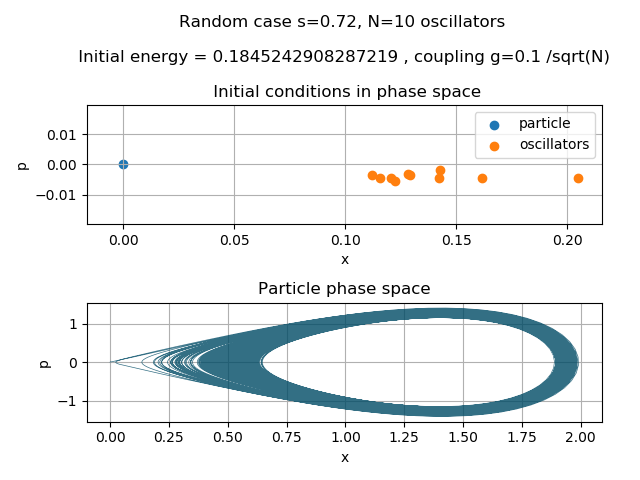 Random case s=0.72, N=10 oscillators
Initial energy = 0.1845242908287219 , coupling g=0.1 /sqrt(N)
Initial conditions in phase space
particle
oscillators
0.01
0.00
−0.01
p
0.00 0.05 0.10 0.15 0.20
x
Particle phase space
1
0
−1
p
0.00 0.25 0.50 0.75 1.00 1.25 1.50 1.75 2.00
x